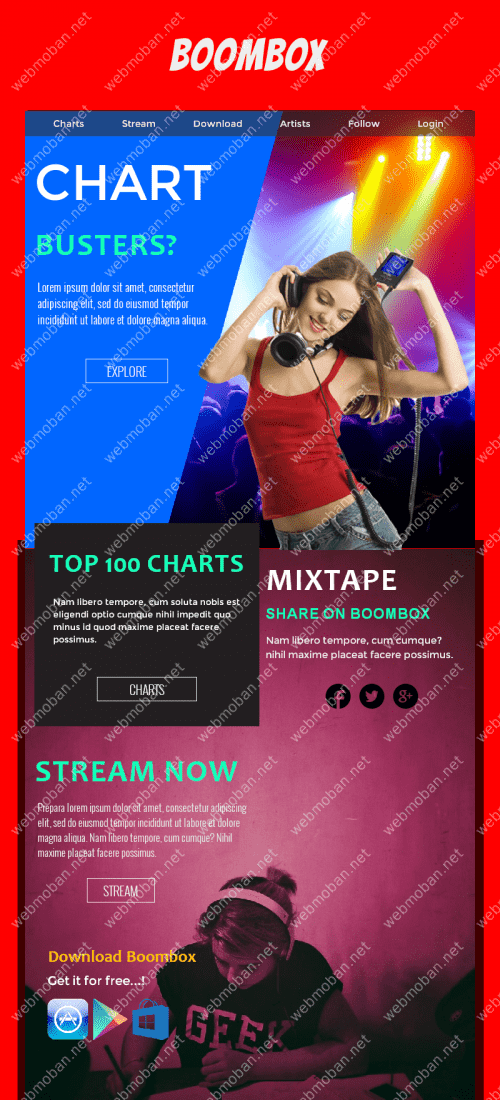 BOOMBOX
Charts Stream Download Artists Follow Login
CHART
BUSTERS?
Lorem ipsum dolor sit amet, consectetur
adipiscing elit, sed do eiusmod tempor
incididunt ut labore et dolore magna aliqua.
EXPLORE
TOP 100 CHARTS
Nam libero tempore, cum soluta nobis est
eligendi optio cumque nihil impedit quo
minus id quod maxime placeat facere
possimus.
CHARTS
MIXTAPE
SHARE ON BOOMBOX
Nam libero tempore, cum cumque?
nihil maxime placeat facere possimus.
STREAM NOW
Prepara lorem ipsum dolor sit amet, consectetur adipiscing
elit, sed do eiusmod tempor incididunt ut labore et dolore
magna aliqua. Nam libero tempore, cum cumque? Nihil
maxime placeat facere possimus.
STREAM
Download Boombox
Get it for free...!
GEEK
webmoban.net